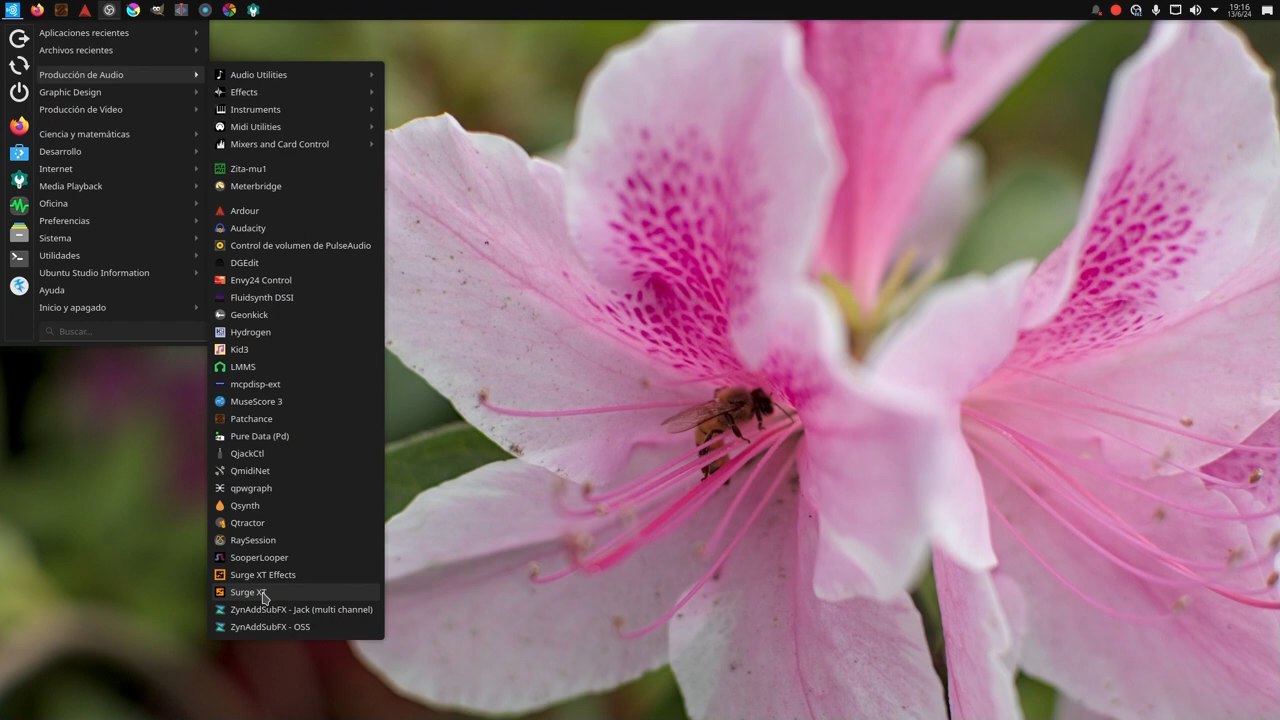 19:16
13/6/24
Aplicaciones recientes
Archivos recientes
Producción de Audio
Graphic Design
Producción de Video
Ciencia y matemáticas
Desarrollo
Internet
Media Playback
Oficina
Preferencias
Sistema
Utilidades
Ubuntu Studio Information
Ayuda
Inicio y apagado
Buscar...
Audio Utilities
Effects
Instruments
Midi Utilities
Mixers and Card Control
Zita-mu1
Meterbridge
Ardour
Audacity
Control de volumen de PulseAudio
DGEdit
Envy24 Control
Fluidsynth DSSI
Geonkick
Hydrogen
Kid3
LMMS
mcpdisp-ext
MuseScore 3
Patchance
Pure Data (Pd)
QjackCtl
QmidiNet
qpwgraph
Qsynth
Qtractor
RaySession
SooperLooper
Surge XT Effects
Surge XT
ZynAddSubFX - Jack (multi channel)
ZynAddSubFX - OSS